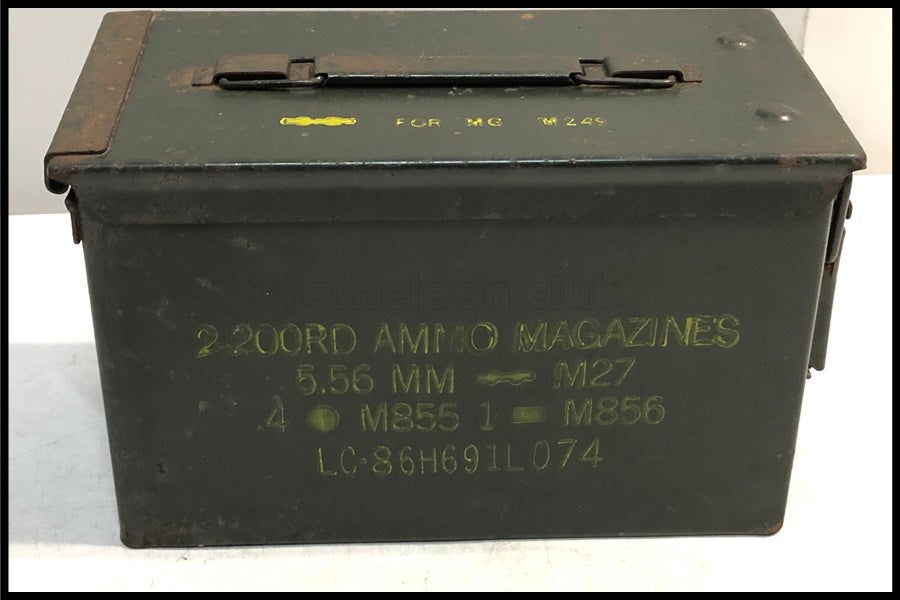 FOR MG M249
chameleon club
2-200RD AMMO MAGAZINES
5.56 MM M27
4 M855 1 M856
LC-86H691L074